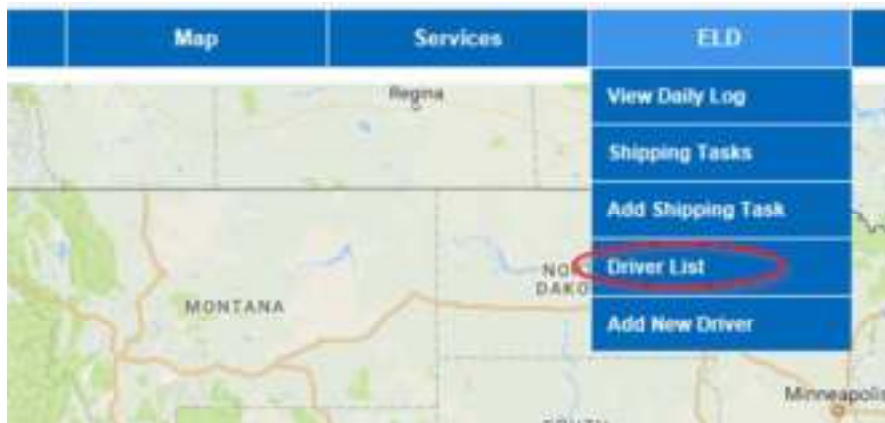 Map
Services
ELD
Regina
View Daily Log
Shipping Tasks
Add Shipping Task
Driver List
Add New Driver
MONTANA
Minneapolis